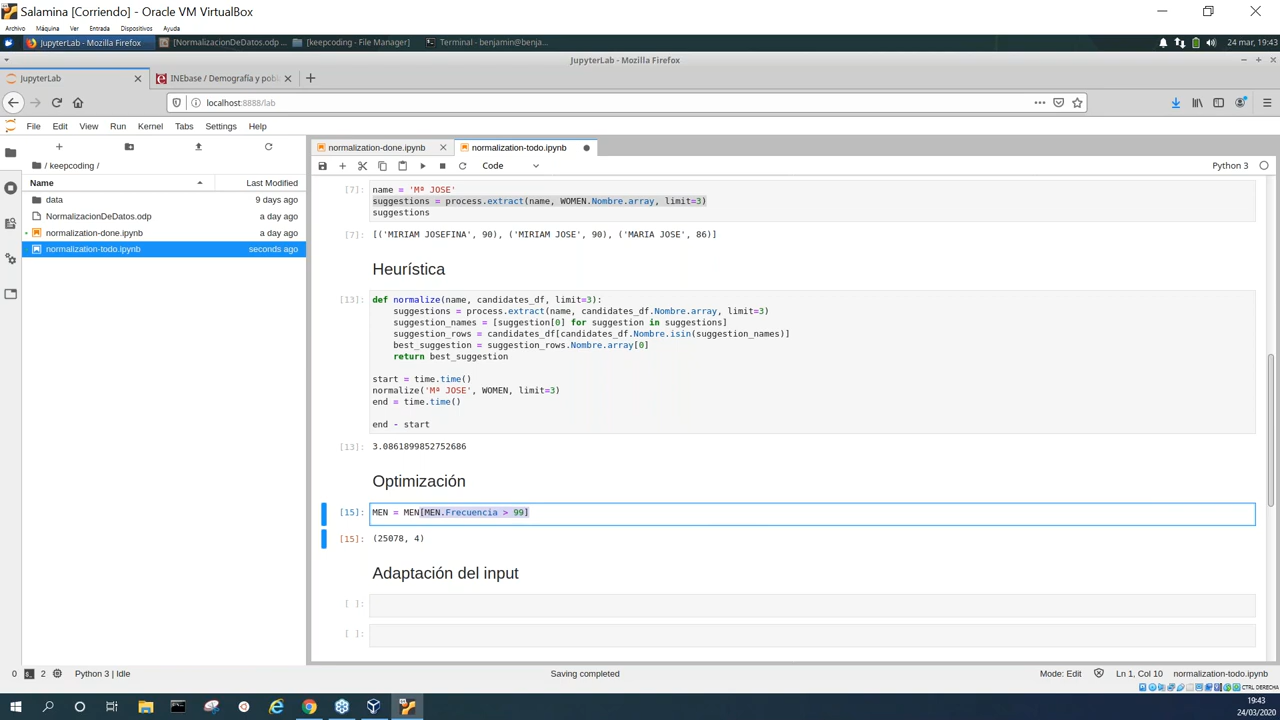 Salamina [Corriendo] - Oracle VM VirtualBox
Archivo Máquina Ver Entrada Dispositivos Ayuda
JupyterLab - Mozilla Firefox [NormalizacionDeDatos.odp ... [keepcoding - File Manager] Terminal - benjamin@benja... 24 mar, 19:43
JupyterLab - Mozilla Firefox
JupyterLab INEbase / Demografía y pobl
localhost:8888/lab
File Edit View Run Kernel Tabs Settings Help
normalization-done.ipynb normalization-todo.ipynb
/ keepcoding /
Code Python 3
Name Last Modified
data 9 days ago
NormalizacionDeDatos.odp a day ago
normalization-done.ipynb a day ago
normalization-todo.ipynb seconds ago
[7]: name = 'Mª JOSE'
suggestions = process.extract(name, WOMEN.Nombre.array, limit=3)
suggestions
[7]: [('MIRIAM JOSEFINA', 90), ('MIRIAM JOSE', 90), ('MARIA JOSE', 86)]
Heurística
[13]: def normalize(name, candidates_df, limit=3):
suggestions = process.extract(name, candidates_df.Nombre.array, limit=3)
suggestion_names = [suggestion[0] for suggestion in suggestions]
suggestion_rows = candidates_df[candidates_df.Nombre.isin(suggestion_names)]
best_suggestion = suggestion_rows.Nombre.array[0]
return best_suggestion
start = time.time()
normalize('Mª JOSE', WOMEN, limit=3)
end = time.time()
end - start
[13]: 3.0861899852752686
Optimización
[15]: MEN = MEN[MEN.Frecuencia > 99]
[15]: (25078, 4)
Adaptación del input
[ ]:
[ ]:
0 2 Python 3 | Idle Saving completed Mode: Edit Ln 1, Col 10 normalization-todo.ipynb
CTRL DERECHA
19:43
24/03/2020